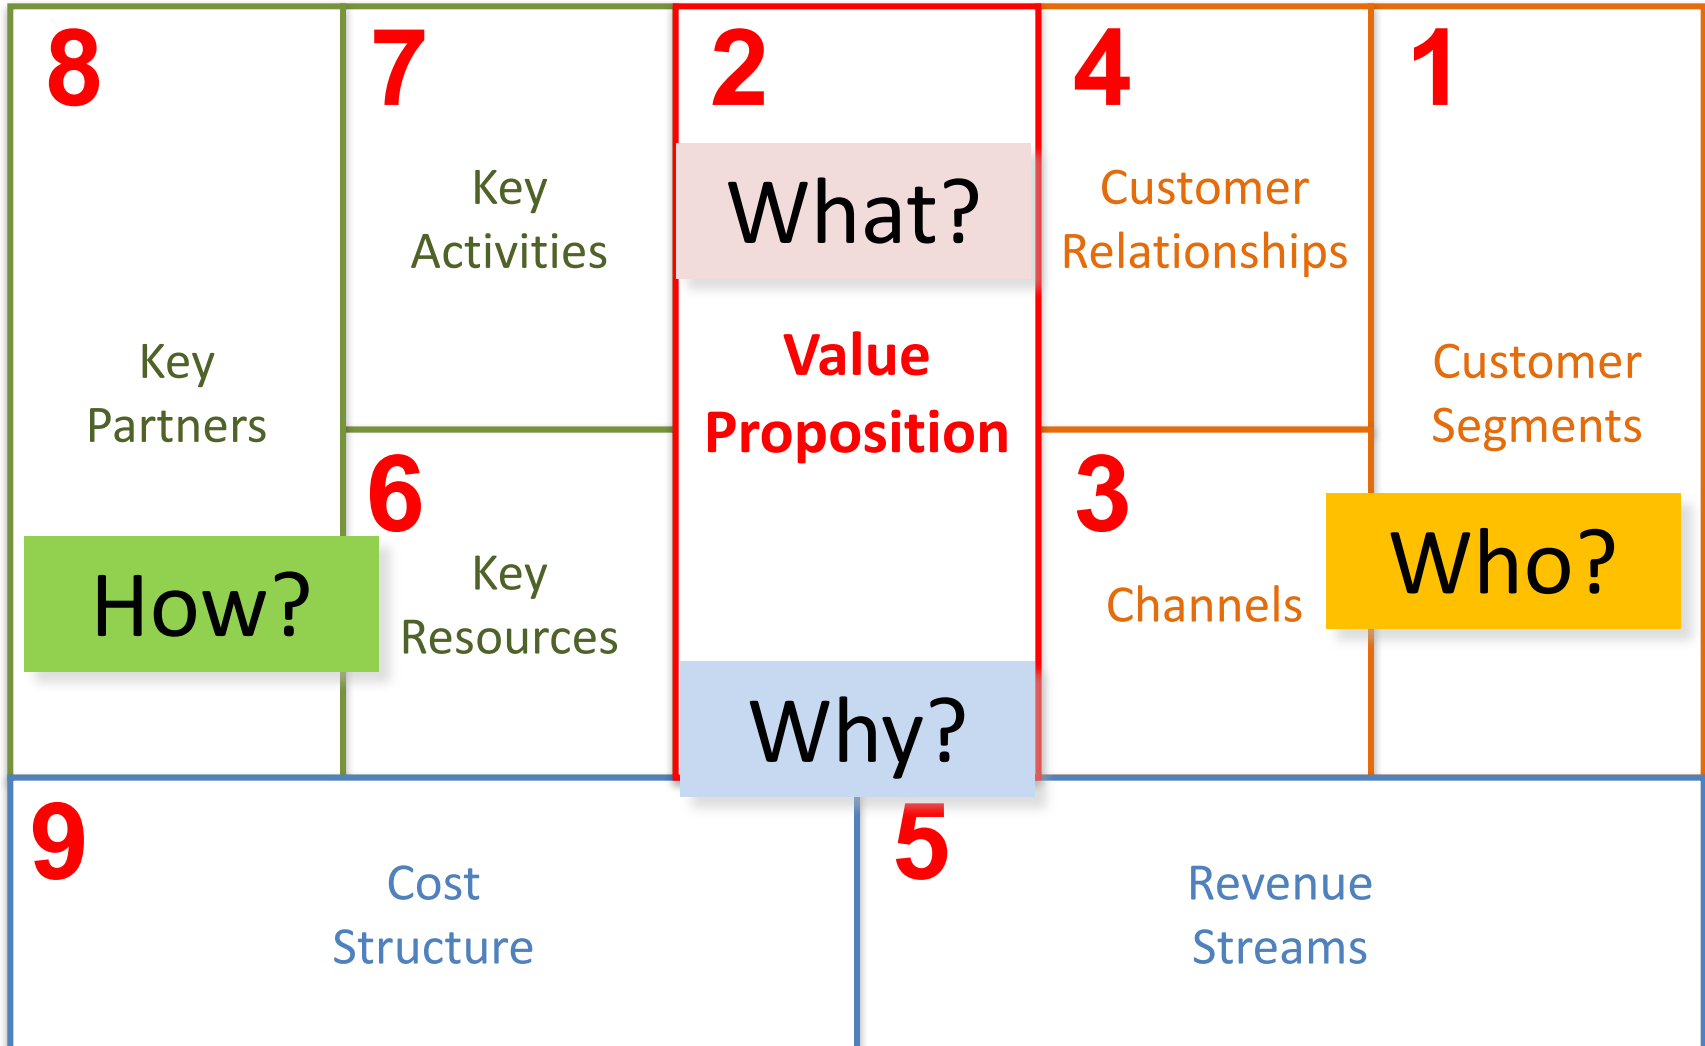 8
Key
Partners
How?
7
Key
Activities
6
Key
Resources
2
What?
Value
Proposition
Why?
4
Customer
Relationships
3
Channels
1
Customer
Segments
Who?
9
Cost
Structure
5
Revenue
Streams